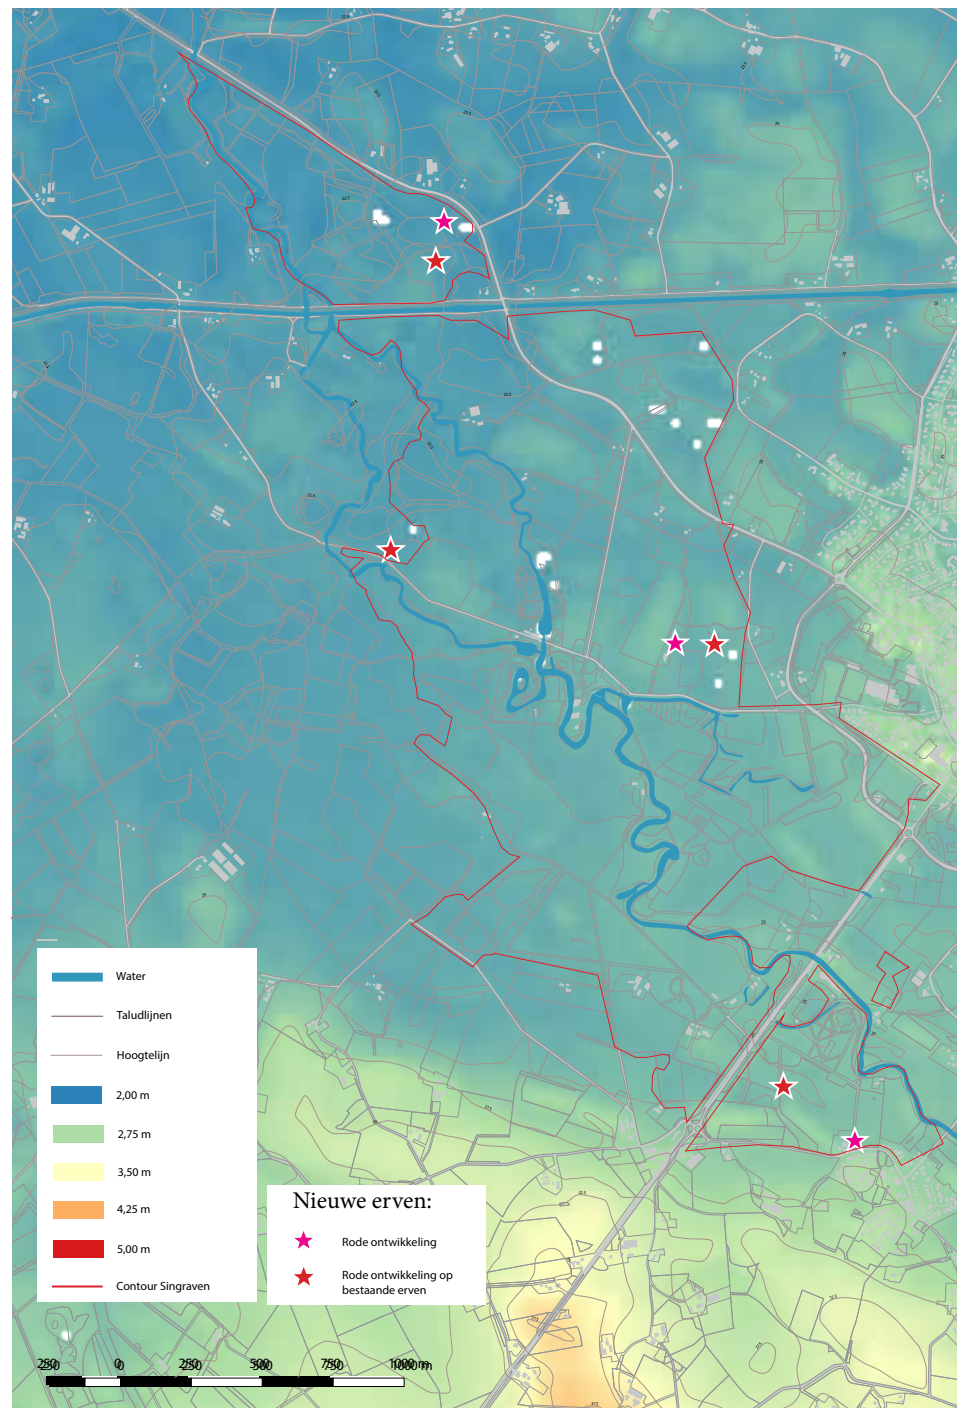 Water
Taludlijnen
Hoogtelijn
2,00 m
2,75 m
3,50 m
4,25 m
5,00 m
Contour Singraven
Nieuwe erven:
Rode ontwikkeling
Rode ontwikkeling op
bestaande erven
250 0 250 500 750 1000 m